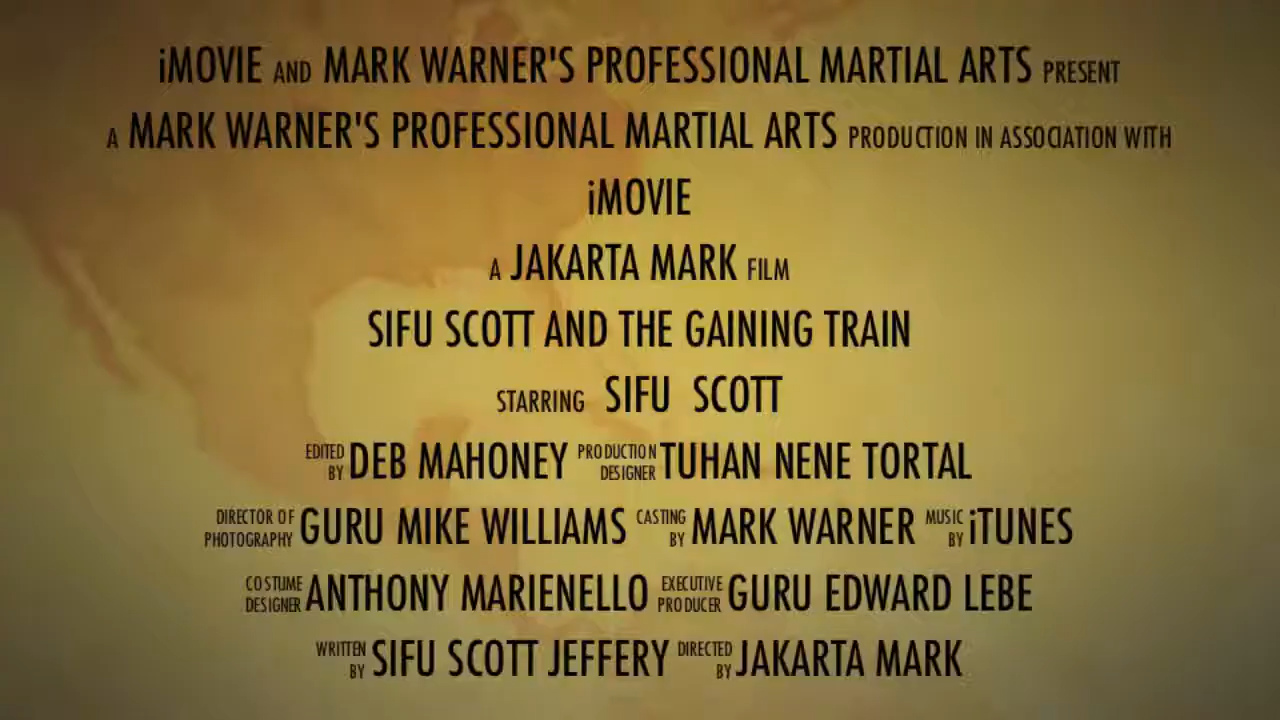 iMOVIE AND MARK WARNER'S PROFESSIONAL MARTIAL ARTS PRESENT
A MARK WARNER'S PROFESSIONAL MARTIAL ARTS PRODUCTION IN ASSOCIATION WITH
iMOVIE
A JAKARTA MARK FILM
SIFU SCOTT AND THE GAINING TRAIN
STARRING SIFU SCOTT
EDITED BY DEB MAHONEY PRODUCTION DESIGNER TUHAN NENE TORTAL
DIRECTOR OF PHOTOGRAPHY GURU MIKE WILLIAMS CASTING BY MARK WARNER MUSIC BY iTUNES
COSTUME DESIGNER ANTHONY MARIENELLO EXECUTIVE PRODUCER GURU EDWARD LEBE
WRITTEN BY SIFU SCOTT JEFFERY DIRECTED BY JAKARTA MARK